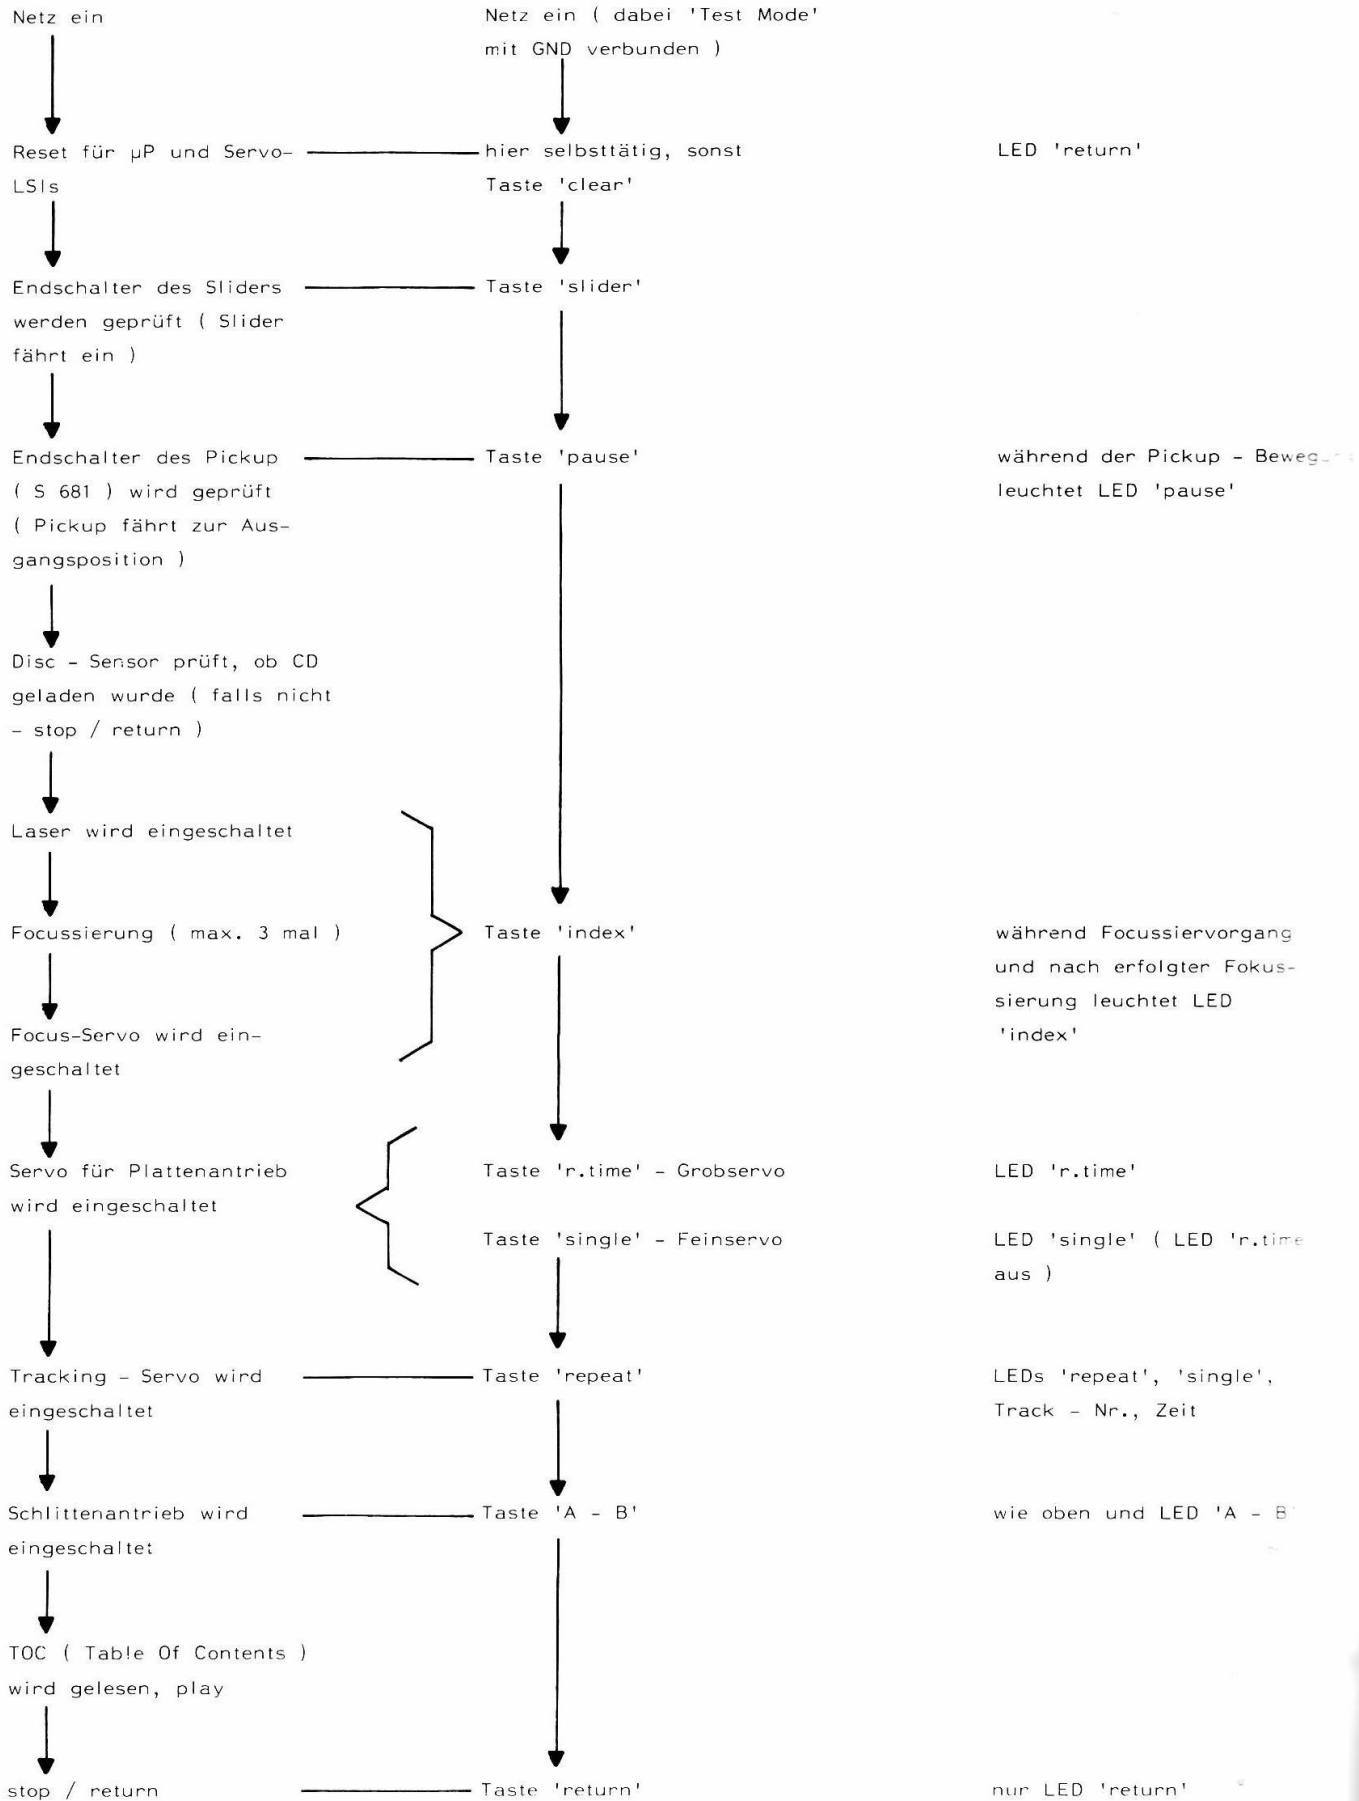 Netz ein
Netz ein ( dabei 'Test Mode'
mit GND verbunden )
Reset für µP und Servo-
LSIs
hier selbsttätig, sonst
Taste 'clear'
LED 'return'
Endschalter des Sliders
werden geprüft ( Slider
fährt ein )
Taste 'slider'
Endschalter des Pickup
( S 681 ) wird geprüft
( Pickup fährt zur Aus-
gangsposition )
Taste 'pause'
während der Pickup -
leuchtet LED 'pause'
Disc - Sensor prüft, ob CD
geladen wurde ( falls nicht
- stop / return )
Laser wird eingeschaltet
Focussierung ( max. 3 mal )
Focus-Servo wird ein-
geschaltet
Taste 'index'
während Focussiervorgang
und nach erfolgter Fokus-
sierung leuchtet LED
'index'
Servo für Plattenantrieb
wird eingeschaltet
Taste 'r.time' - Grobservo
LED 'r.time'
Taste 'single' - Feinservo
LED 'single' ( LED 'r.time
aus )
Tracking - Servo wird
eingeschaltet
Taste 'repeat'
LEDs 'repeat', 'single',
Track - Nr., Zeit
Schlittenantrieb wird
eingeschaltet
Taste 'A - B'
wie oben und LED 'A - B'
TOC ( Table Of Contents )
wird gelesen, play
stop / return
Taste 'return'
nur LED 'return'